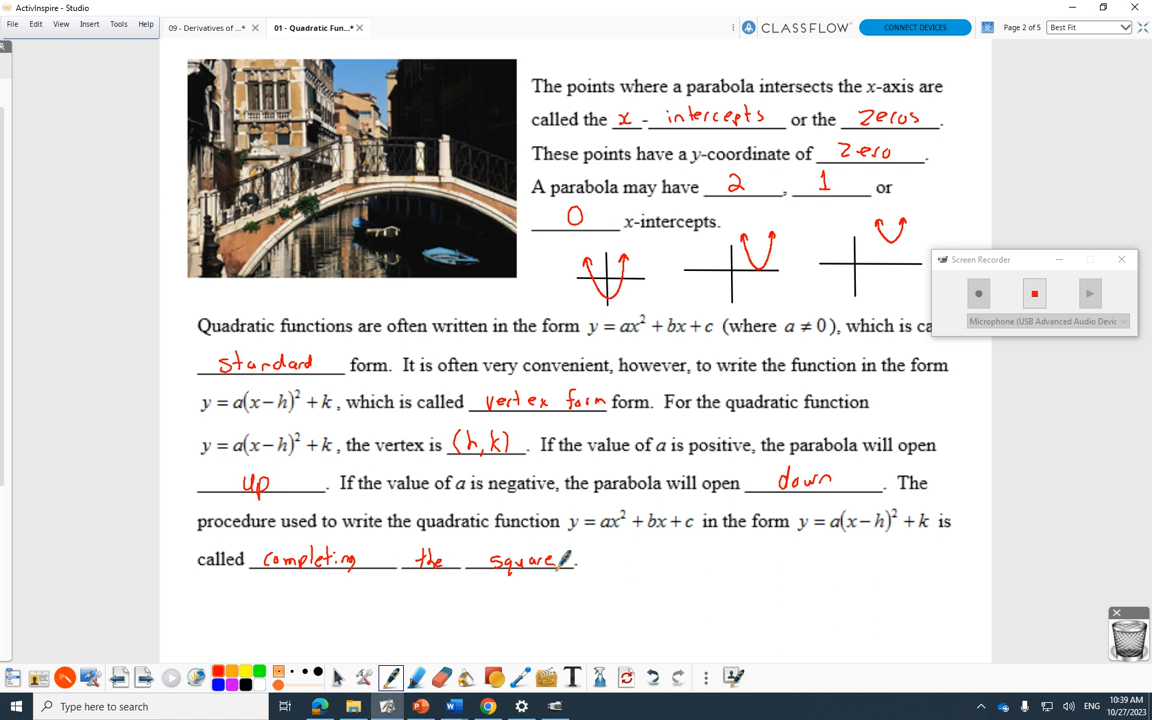 ActivInspire - Studio
File Edit View Insert Tools Help
09 - Derivatives of ...* 01 - Quadratic Fun...*
CLASSFLOW CONNECT DEVICES Page 2 of 5 Best Fit
The points where a parabola intersects the x-axis are
called the x - intercepts or the zeros.
These points have a y-coordinate of zero.
A parabola may have 2, 1 or
0 x-intercepts.
Screen Recorder
Microphone (USB Advanced Audio Devic
Quadratic functions are often written in the form y = ax² + bx + c (where a ≠ 0), which is ca
standard form. It is often very convenient, however, to write the function in the form
y = a(x – h)² + k, which is called vertex form form. For the quadratic function
y = a(x – h)² + k, the vertex is (h, k). If the value of a is positive, the parabola will open
up. If the value of a is negative, the parabola will open down. The
procedure used to write the quadratic function y = ax² + bx + c in the form y = a(x – h)² + k is
called completing the square.
Type here to search
ENG
10:39 AM
10/27/2023